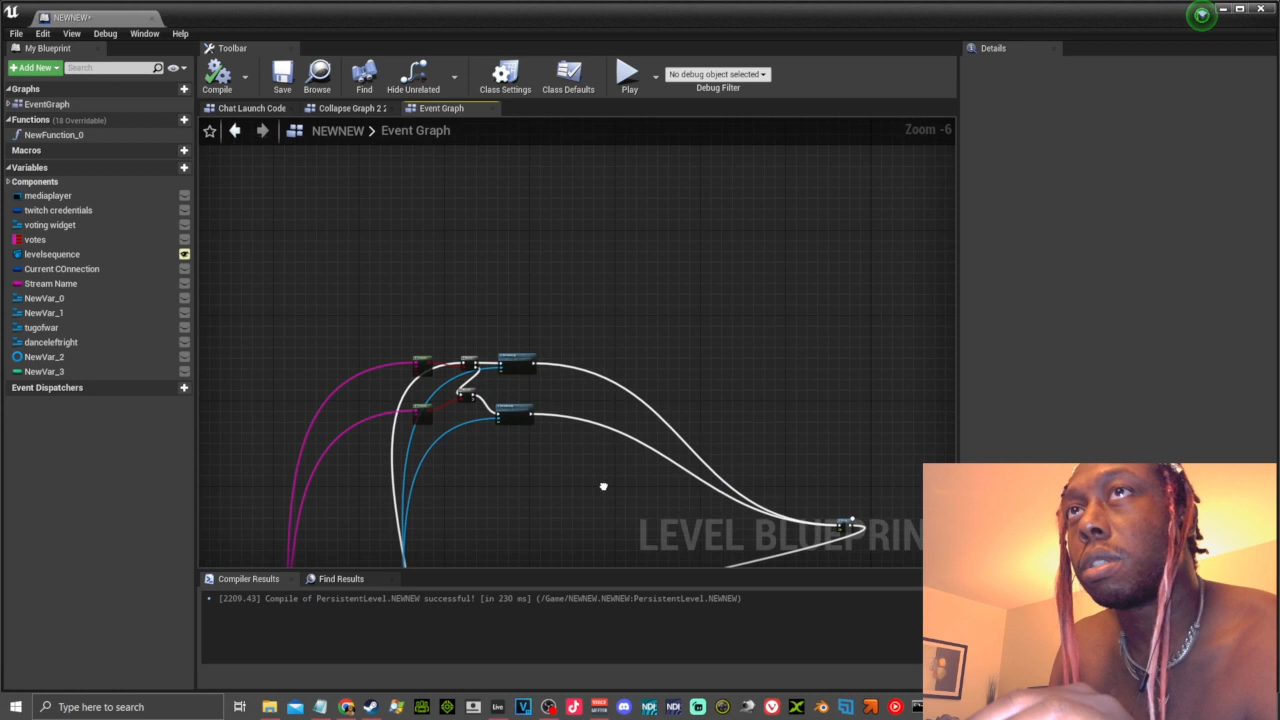 NEWNEW*
File Edit View Debug Window Help
My Blueprint
Toolbar
Details
Add New
Search
Compile
Save
Browse
Find
Hide Unrelated
Class Settings
Class Defaults
Play
No debug object selected
Debug Filter
Graphs
EventGraph
Functions (18 Overridable)
NewFunction_0
Macros
Variables
Components
mediaplayer
twitch credentials
voting widget
votes
levelsequence
Current COnnection
Stream Name
NewVar_0
NewVar_1
tugofwar
danceleftright
NewVar_2
NewVar_3
Event Dispatchers
Chat Launch Code
Collapse Graph 2 2
Event Graph
NEWNEW > Event Graph
Zoom -6
LEVEL BLUEPRIN
Compiler Results
Find Results
[2209.43] Compile of PersistentLevel.NEWNEW successful! [in 230 ms] (/Game/NEWNEW.NEWNEW:PersistentLevel.NEWNEW)
Type here to search
Live